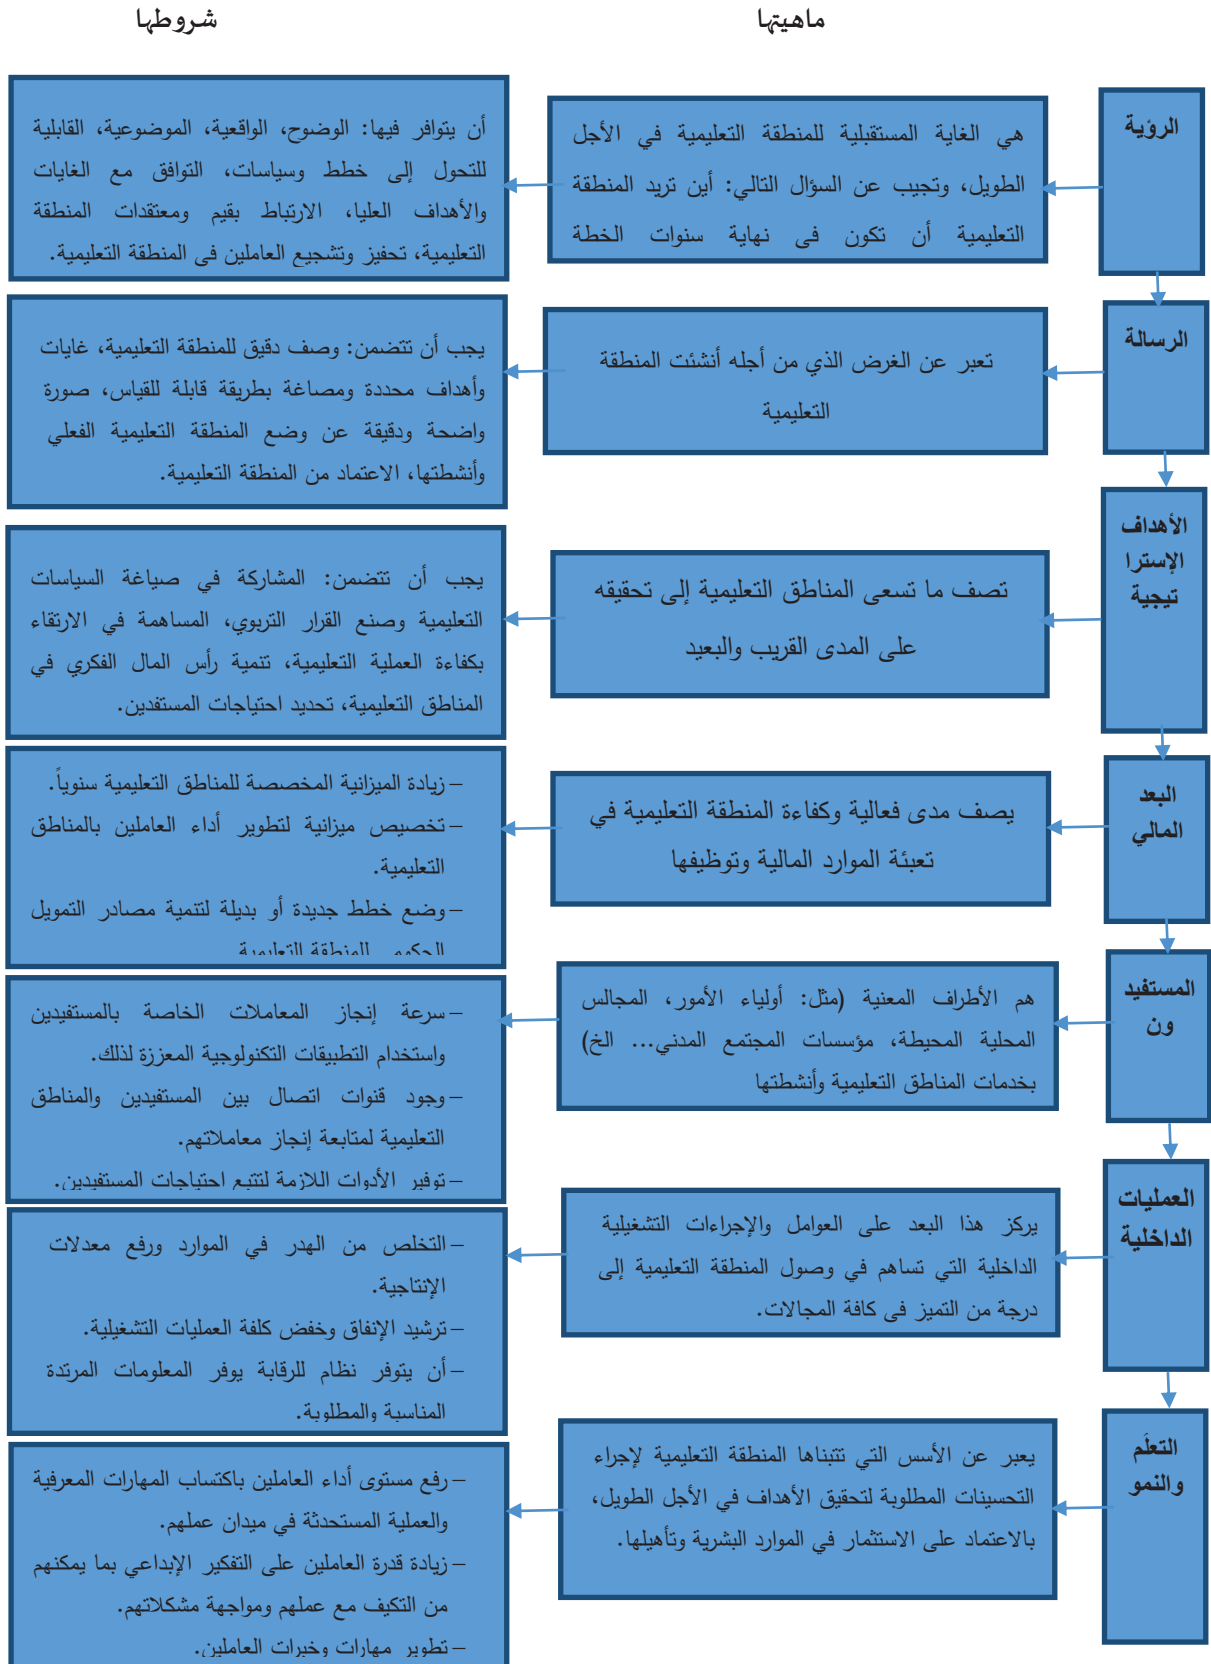 ماهيتها
شروطها
الرؤية
هي الغاية المستقبلية للمنطقة التعليمية في الأجل
الطويل، وتجيب عن السؤال التالي: أين تريد المنطقة
التعليمية أن تكون فى نهاية سنوات الخطة
أن يتوافر فيها: الوضوح، الواقعية، الموضوعية، القابلية
للتحول إلى خطط وسياسات، التوافق مع الغايات
والأهداف العليا، الارتباط بقيم ومعتقدات المنطقة
التعليمية، تحفيز وتشجيع العاملين فى المنطقة التعليمية.
الرسالة
تعبر عن الغرض الذي من أجله أنشئت المنطقة
التعليمية
يجب أن تتضمن: وصف دقيق للمنطقة التعليمية، غايات
وأهداف محددة ومصاغة بطريقة قابلة للقياس، صورة
واضحة ودقيقة عن وضع المنطقة التعليمية الفعلي
وأنشطتها، الاعتماد من المنطقة التعليمية.
الأهداف
الإسترا
تيجية
تصف ما تسعى المناطق التعليمية إلى تحقيقه
على المدى القريب والبعيد
يجب أن تتضمن: المشاركة في صياغة السياسات
التعليمية وصنع القرار التربوي، المساهمة في الارتقاء
بكفاءة العملية التعليمية، تنمية رأس المال الفكري في
المناطق التعليمية، تحديد احتياجات المستفدين.
البعد
المالي
يصف مدى فعالية وكفاءة المنطقة التعليمية في
تعبئة الموارد المالية وتوظيفها
– زيادة الميزانية المخصصة للمناطق التعليمية سنوياً.
– تخصيص ميزانية لتطوير أداء العاملين بالمناطق
التعليمية.
– وضع خطط جديدة أو بديلة لتنمية مصادر التمويل
للمنطقة التعليمية
المستفيد
ون
هم الأطراف المعنية (مثل: أولياء الأمور، المجالس
المحلية المحيطة، مؤسسات المجتمع المدني... الخ)
بخدمات المناطق التعليمية وأنشطتها
– سرعة إنجاز المعاملات الخاصة بالمستفيدين
واستخدام التطبيقات التكنولوجية المعززة لذلك.
– وجود قنوات اتصال بين المستفيدين والمناطق
التعليمية لمتابعة إنجاز معاملاتهم.
– توفير الأدوات اللازمة لتتبع احتياجات المستفيدين.
العمليات
الداخلية
يركز هذا البعد على العوامل والإجراءات التشغيلية
الداخلية التي تساهم في وصول المنطقة التعليمية إلى
درجة من التميز فى كافة المجالات.
– التخلص من الهدر في الموارد ورفع معدلات
الإنتاجية.
– ترشيد الإنفاق وخفض كلفة العمليات التشغيلية.
– أن يتوفر نظام للرقابة يوفر المعلومات المرتدة
المناسبة والمطلوبة.
التعلّم
والنمو
يعبر عن الأسس التي تتبناها المنطقة التعليمية لإجراء
التحسينات المطلوبة لتحقيق الأهداف في الأجل الطويل،
بالاعتماد على الاستثمار في الموارد البشرية وتأهيلها.
– رفع مستوى أداء العاملين باكتساب المهارات المعرفية
والعملية المستحدثة في ميدان عملهم.
– زيادة قدرة العاملين على التفكير الإبداعي بما يمكنهم
من التكيف مع عملهم ومواجهة مشكلاتهم.
– تطوير مهارات وخبرات العاملين.